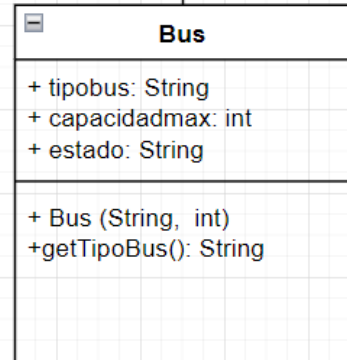 Bus
+ tipobus: String
+ capacidadmax: int
+ estado: String
+ Bus (String, int)
+getTipoBus(): String